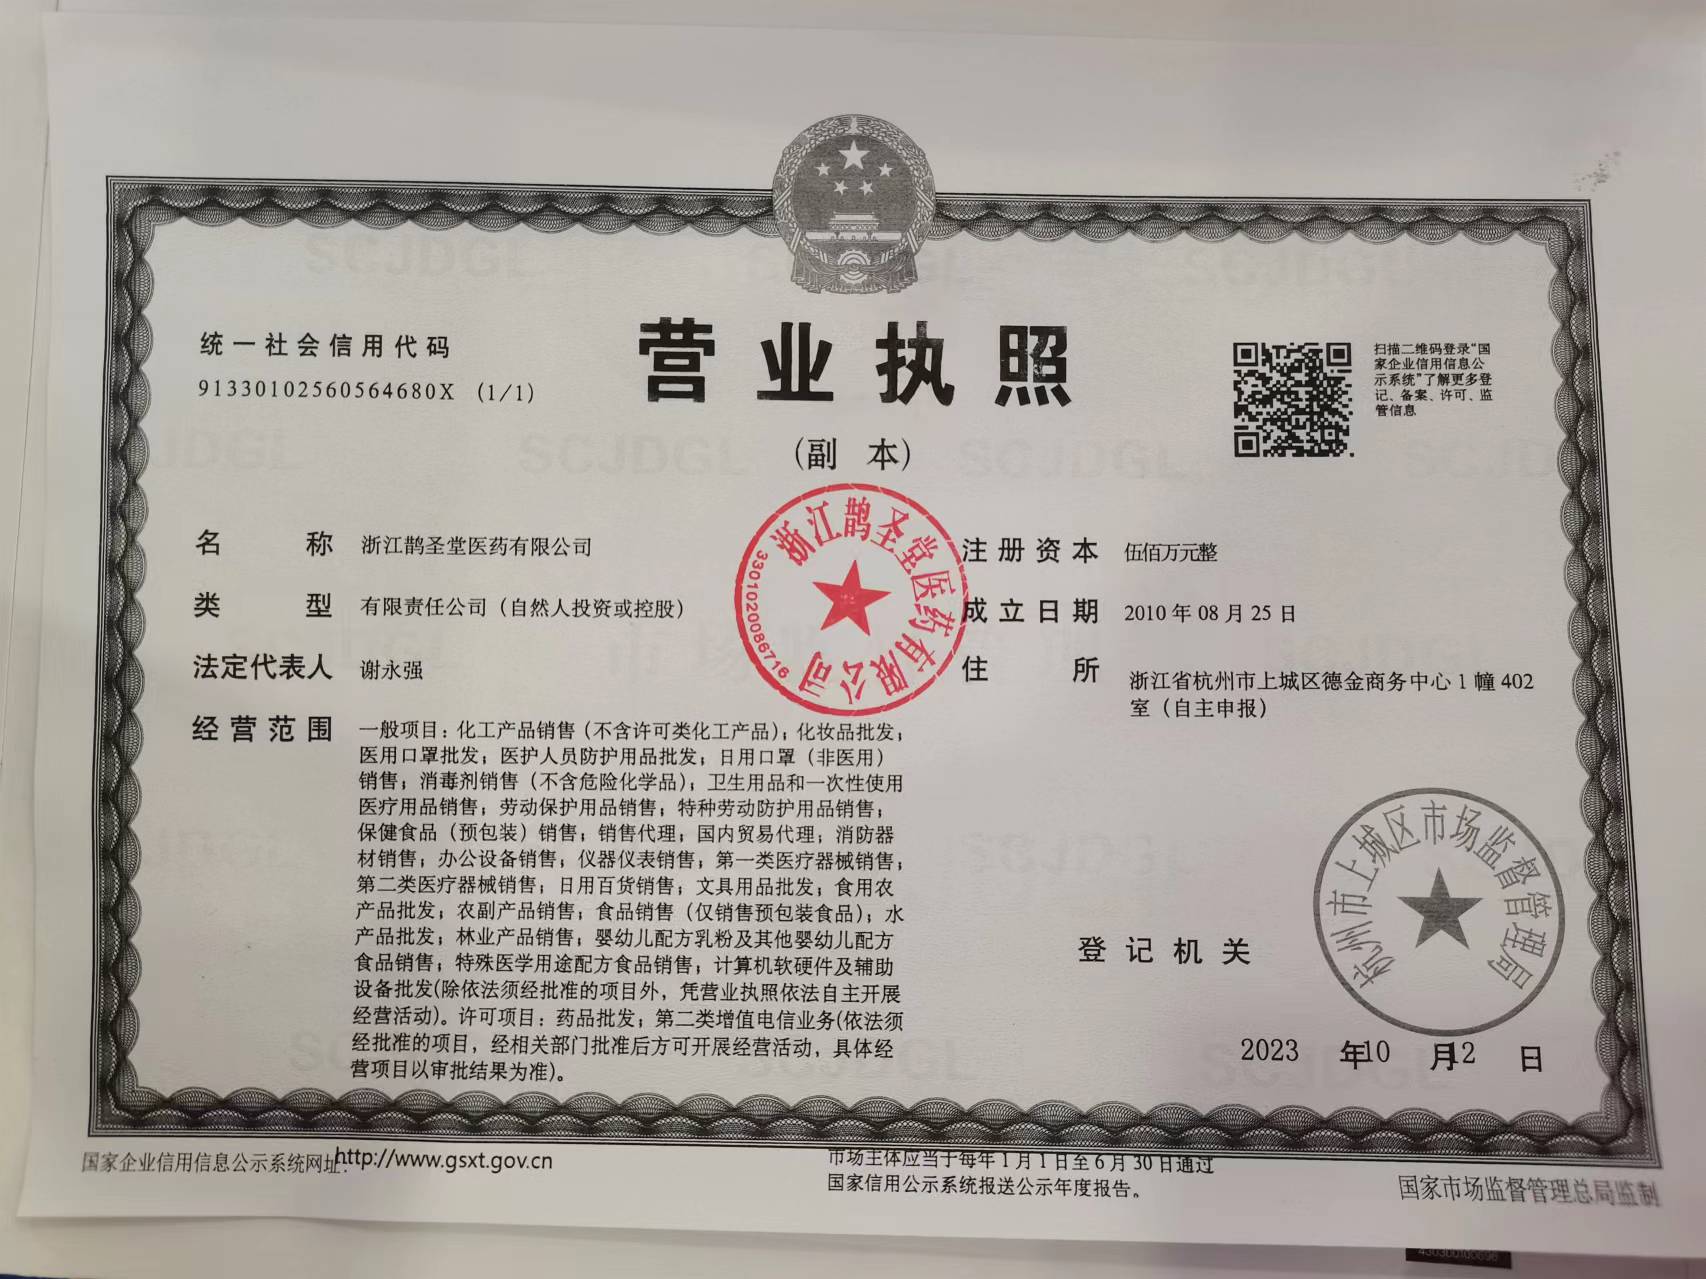 统一社会信用代码
91330102560564680X (1/1)
营业执照
(副 本)
扫描二维码登录“国
家企业信用信息公
示系统”了解更多登
记、备案、许可、监
管信息
名 称 浙江鹊圣堂医药有限公司
类 型 有限责任公司（自然人投资或控股）
法定代表人 谢永强
经营范围 一般项目：化工产品销售（不含许可类化工产品）；化妆品批发；
医用口罩批发；医护人员防护用品批发；日用口罩（非医用）
销售；消毒剂销售（不含危险化学品）；卫生用品和一次性使用
医疗用品销售；劳动保护用品销售；特种劳动防护用品销售；
保健食品（预包装）销售；销售代理；国内贸易代理；消防器
材销售；办公设备销售；仪器仪表销售；第一类医疗器械销售；
第二类医疗器械销售；日用百货销售；文具用品批发；食用农
产品批发；农副产品销售；食品销售（仅销售预包装食品）；水
产品批发；林业产品销售；婴幼儿配方乳粉及其他婴幼儿配方
食品销售；特殊医学用途配方食品销售；计算机软硬件及辅助
设备批发(除依法须经批准的项目外，凭营业执照依法自主开展
经营活动)。许可项目：药品批发；第二类增值电信业务(依法须
经批准的项目，经相关部门批准后方可开展经营活动，具体经
营项目以审批结果为准)。
浙江鹊圣堂医药有限公司
3301020086716
注册资本 伍佰万元整
成立日期 2010年08月25日
住 所 浙江省杭州市上城区德金商务中心1幢402
室（自主申报）
登记机关
杭州市上城区市场监督管理局
2023 年10 月12 日
国家企业信用信息公示系统网址:http://www.gsxt.gov.cn
市场主体应当于每年1月1日至6月30日通过
国家信用公示系统报送公示年度报告。
国家市场监督管理总局监制